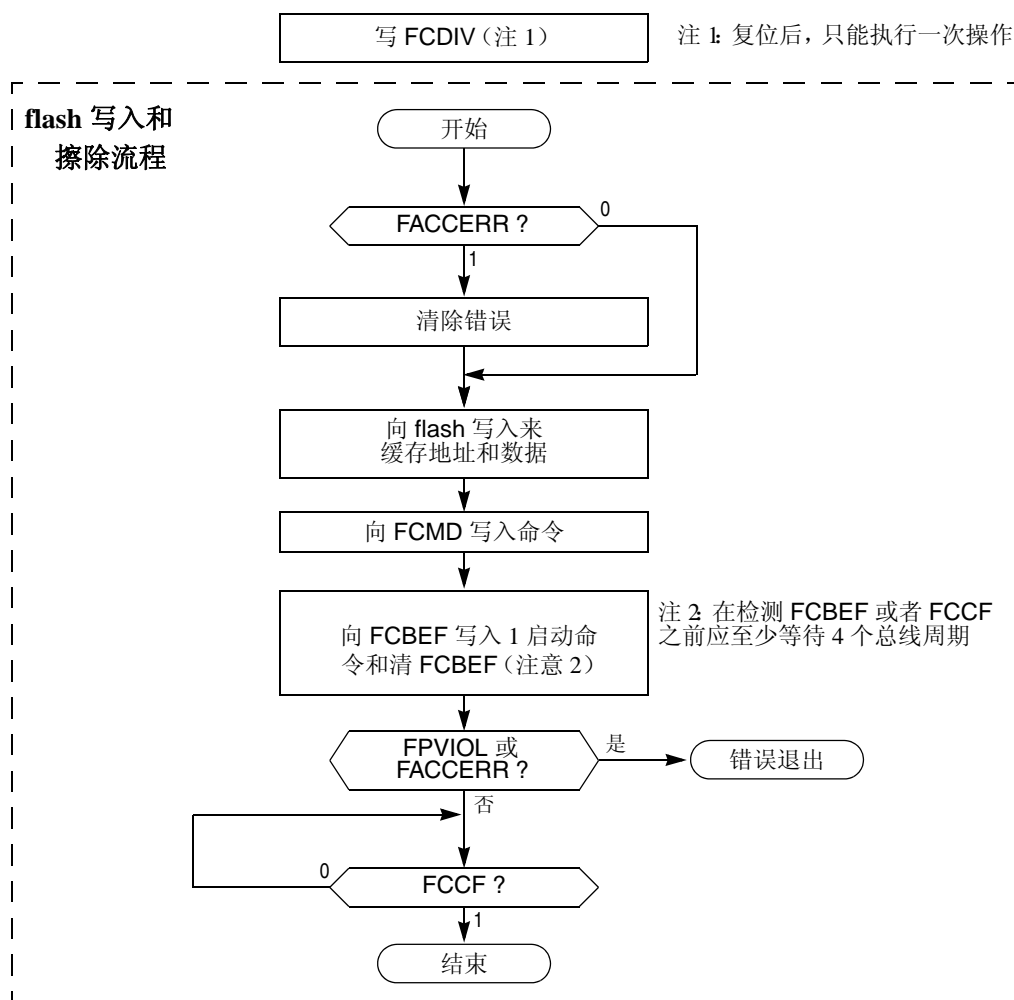 写 FCDIV（注 1）
注 1: 复位后，只能执行一次操作
flash 写入和
擦除流程
开始
FACCERR ?
0
1
清除错误
向 flash 写入来
缓存地址和数据
向 FCMD 写入命令
向 FCBEF 写入 1 启动命
令和清 FCBEF（注意 2）
注 2: 在检测 FCBEF 或者 FCCF
之前应至少等待 4 个总线周期
FPVIOL 或
FACCERR ?
是
错误退出
否
0
FCCF ?
1
结束